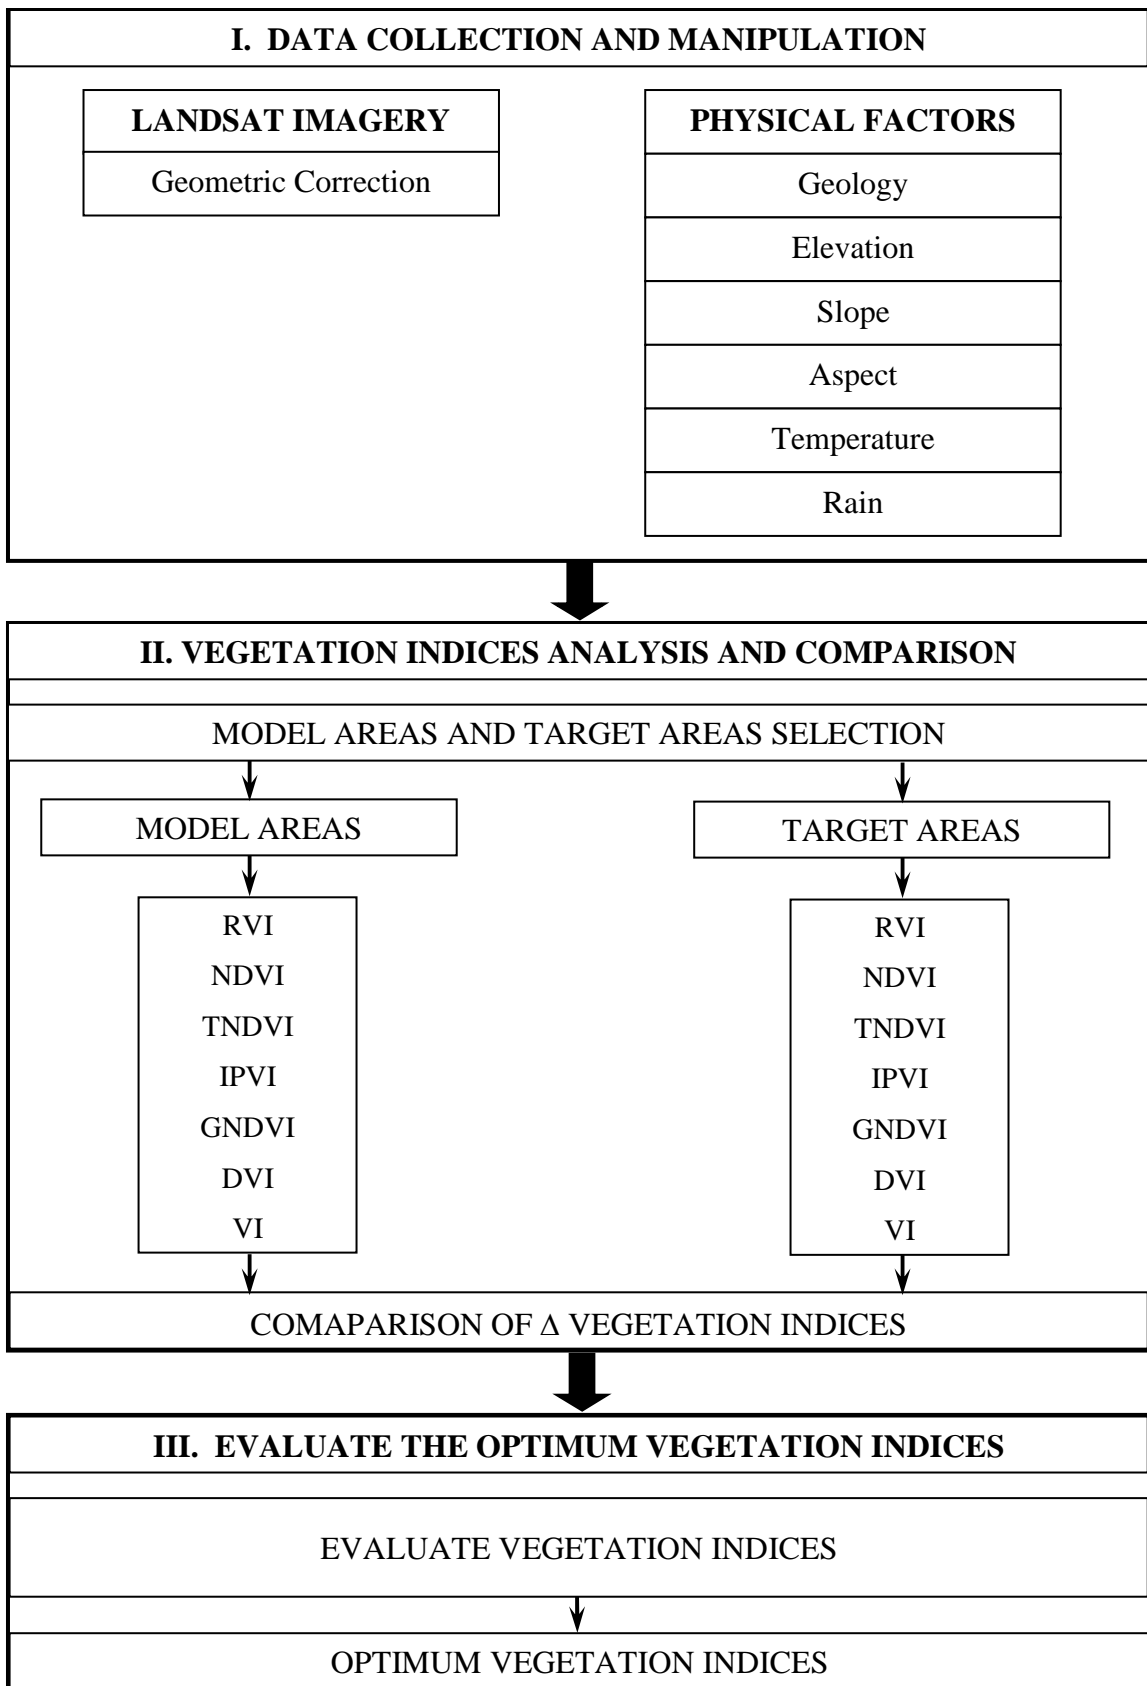 I. DATA COLLECTION AND MANIPULATION
LANDSAT IMAGERY
Geometric Correction
PHYSICAL FACTORS
Geology
Elevation
Slope
Aspect
Temperature
Rain
II. VEGETATION INDICES ANALYSIS AND COMPARISON
MODEL AREAS AND TARGET AREAS SELECTION
MODEL AREAS
RVI
NDVI
TNDVI
IPVI
GNDVI
DVI
VI
TARGET AREAS
RVI
NDVI
TNDVI
IPVI
GNDVI
DVI
VI
COMAPARISON OF Δ VEGETATION INDICES
III. EVALUATE THE OPTIMUM VEGETATION INDICES
EVALUATE VEGETATION INDICES
OPTIMUM VEGETATION INDICES